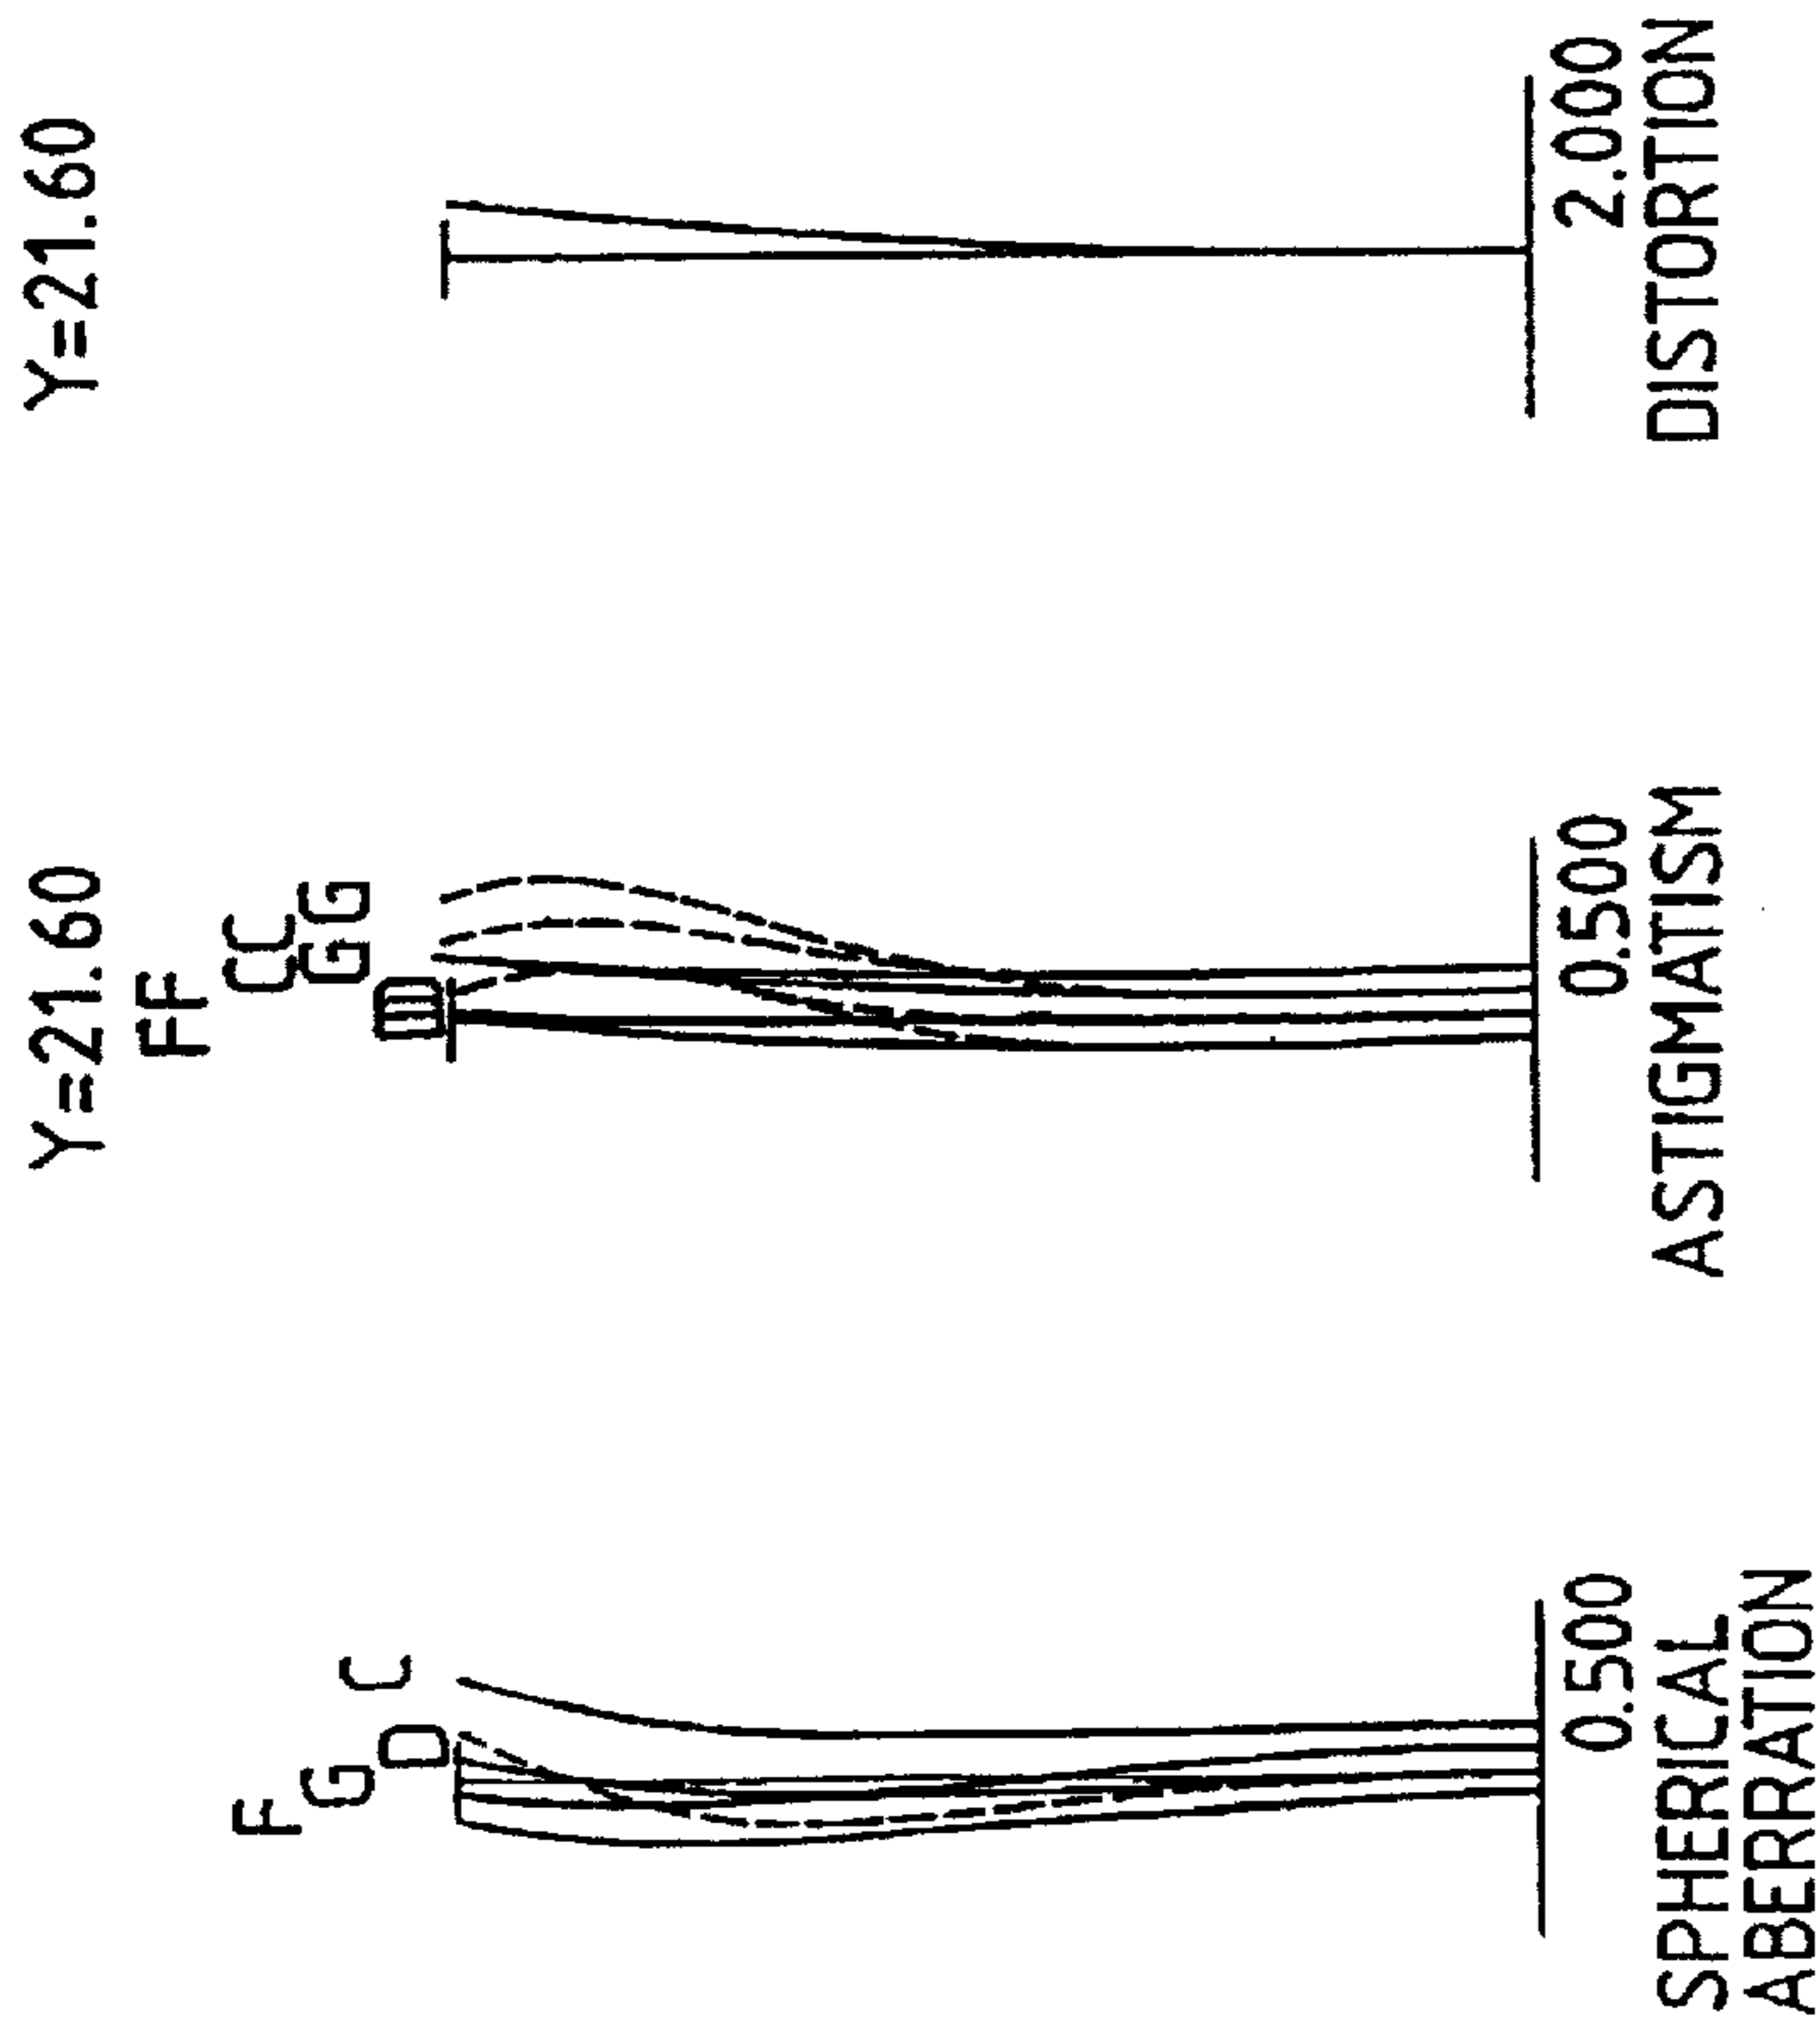 F
G
C
D
0.500
SPHERICAL
ABERRATION
Y=21.60
FF
CC
GG
DD
0.500
ASTIGMATISM
Y=21.60
2.000
DISTORTION